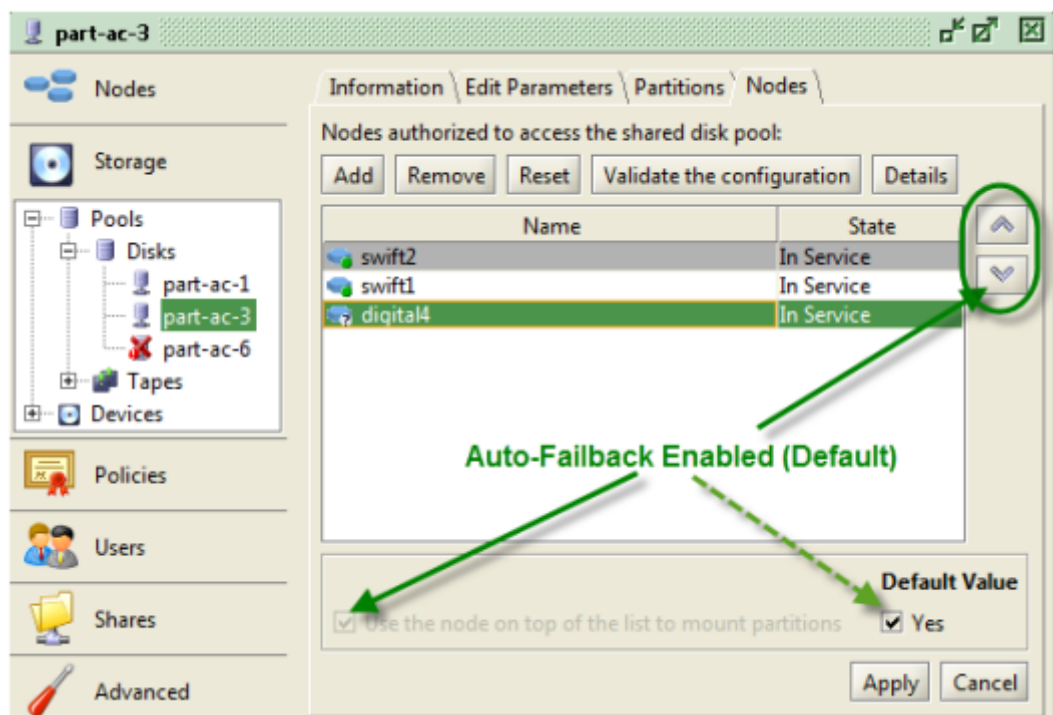 part-ac-3
Nodes
Storage
Pools
Disks
part-ac-1
part-ac-3
part-ac-6
Tapes
Devices
Policies
Users
Shares
Advanced
Information Edit Parameters Partitions Nodes
Nodes authorized to access the shared disk pool:
Add Remove Reset Validate the configuration Details
Name State
swift2 In Service
swift1 In Service
digital4 In Service
Auto-Failback Enabled (Default)
Default Value
Use the node on top of the list to mount partitions Yes
Apply Cancel